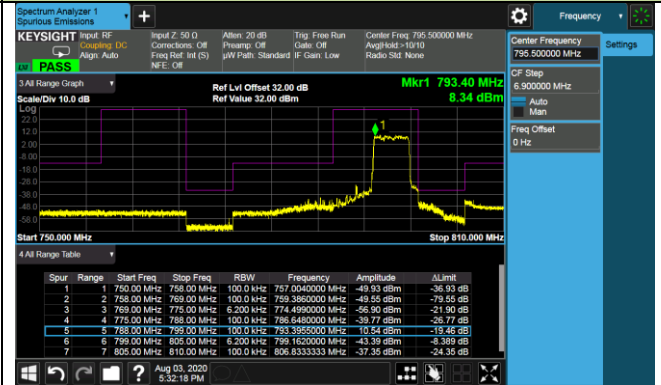 Spectrum Analyzer 1
Spurious Emissions
Frequency
KEYSIGHT
Input: RF
Coupling: DC
Align: Auto
Input Z: 50 Ω
Corrections: Off
Freq Ref: Int (S)
NFE: Off
Atten: 20 dB
Preamp: Off
µW Path: Standard
Trig: Free Run
Gate: Off
IF Gain: Low
Center Freq: 795.500000 MHz
Avg|Hold:>10/10
Radio Std: None
PASS
Center Frequency
795.500000 MHz
Settings
CF Step
6.900000 MHz
Auto
Man
Freq Offset
0 Hz
3 All Range Graph
Scale/Div 10.0 dB
Ref Lvl Offset 32.00 dB
Ref Value 32.00 dBm
Mkr1 793.40 MHz
8.34 dBm
Log
22.0
12.0
2.00
-8.00
-18.0
-28.0
-38.0
-48.0
-58.0
1
Start 750.000 MHz
Stop 810.000 MHz
4 All Range Table
Spur Range Start Freq Stop Freq RBW Frequency Amplitude ΔLimit
1 1 750.00 MHz 758.00 MHz 100.0 kHz 757.0040000 MHz -49.93 dBm -36.93 dB
2 2 758.00 MHz 769.00 MHz 100.0 kHz 759.3860000 MHz -49.55 dBm -79.55 dB
3 3 769.00 MHz 775.00 MHz 6.200 kHz 774.4990000 MHz -56.90 dBm -21.90 dB
4 4 775.00 MHz 788.00 MHz 100.0 kHz 786.6480000 MHz -39.77 dBm -26.77 dB
5 5 788.00 MHz 799.00 MHz 100.0 kHz 793.3955000 MHz 10.54 dBm -19.46 dB
6 6 799.00 MHz 805.00 MHz 6.200 kHz 799.1620000 MHz -43.39 dBm -8.389 dB
7 7 805.00 MHz 810.00 MHz 100.0 kHz 806.8333333 MHz -37.35 dBm -24.35 dB
Aug 03, 2020
5:32:18 PM